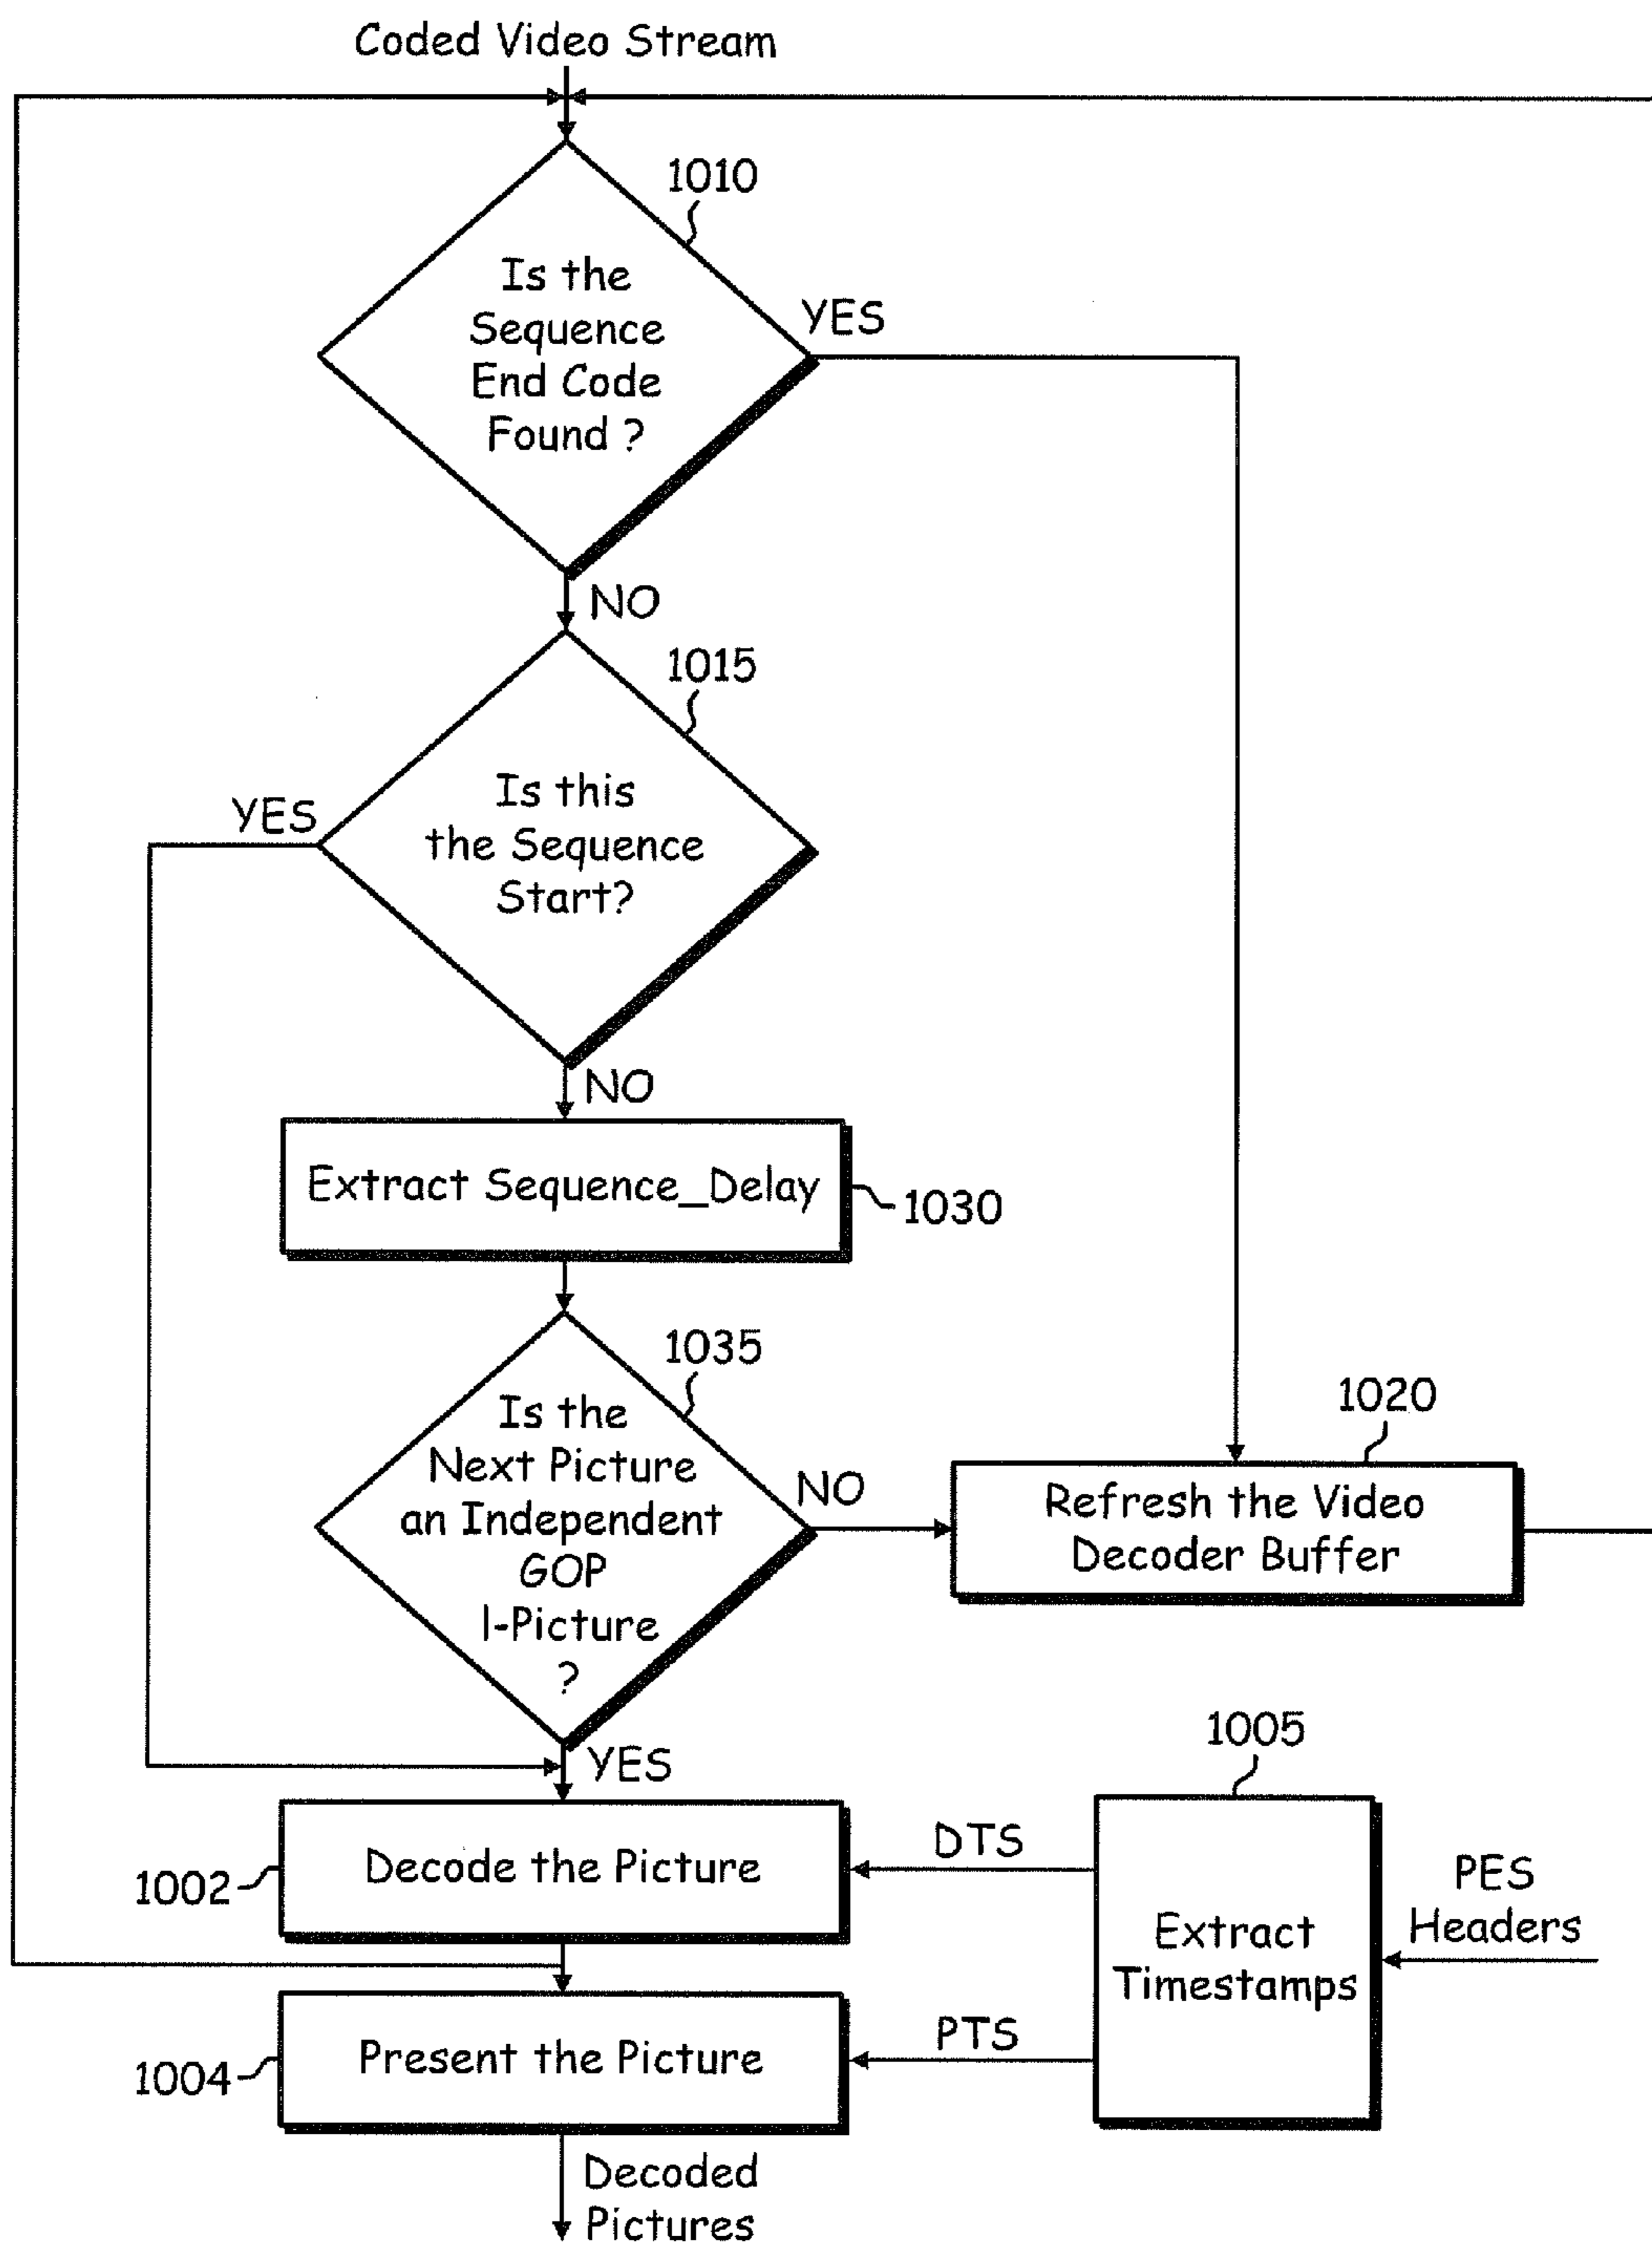 Coded Video Stream
1010
Is the
Sequence
End Code
Found ?
YES
NO
1015
Is this
the Sequence
Start?
YES
NO
Extract Sequence_Delay
1030
1035
Is the
Next Picture
an Independent
GOP
I-Picture
?
NO
1020
Refresh the Video
Decoder Buffer
YES
1005
Decode the Picture
1002
DTS
Extract
Timestamps
PES
Headers
PTS
Present the Picture
1004
Decoded
Pictures